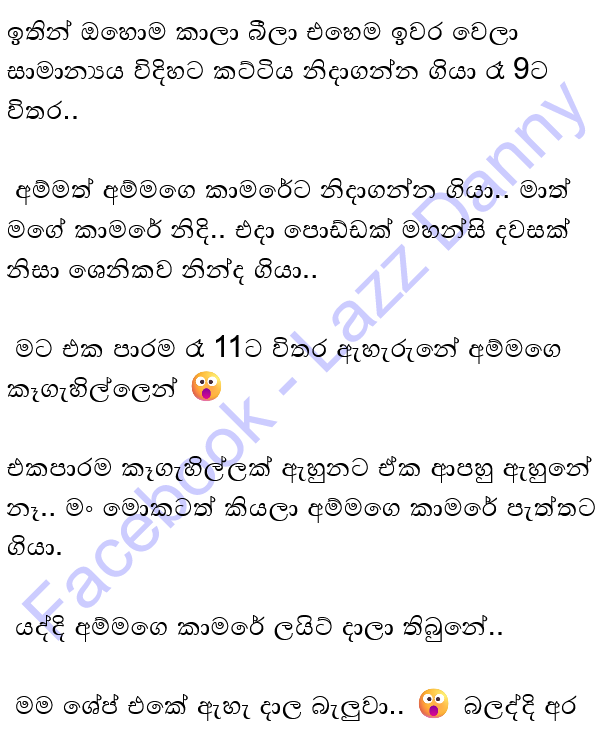 ඉතින් ඔහොම කාලා බීලා එහෙම ඉවර වෙලා
සාමාන්‍යය විදිහට කට්ටිය නිදාගන්න ගියා රෑ 9ට
විතර..
අම්මත් අම්මගෙ කාමරේට නිදාගන්න ගියා.. මාත්
මගේ කාමරේ නිදි.. එදා පොඩ්ඩක් මහන්සි දවසක්
නිසා ශෙනිකව නින්ද ගියා..
මට එක පාරම රෑ 11ට විතර ඇහැරුනේ අම්මගෙ
කෑගැහිල්ලෙන් 😲
එකපාරම කෑගැහිල්ලක් ඇහුනට ඒක ආපහු ඇහුනේ
නෑ.. මං මොකටත් කියලා අම්මගෙ කාමරේ පැත්තට
ගියා.
යද්දි අම්මගෙ කාමරේ ලයිට් දාලා තිබුනේ..
මම ශේප් එකේ ඇහැ දාල බැලුවා.. 😲 බලද්දි අර
Facebook - Lazz Danny